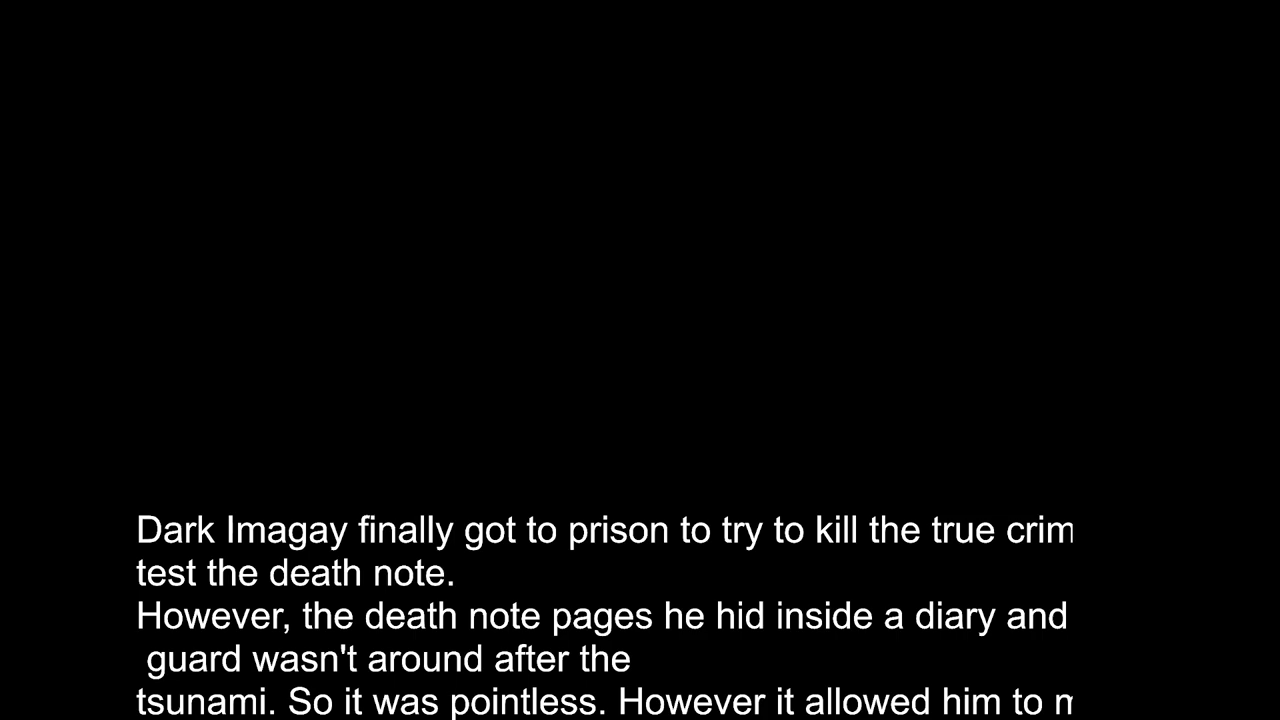 Dark Imagay finally got to prison to try to kill the true crim
test the death note.
However, the death note pages he hid inside a diary and
guard wasn't around after the
tsunami. So it was pointless. However it allowed him to